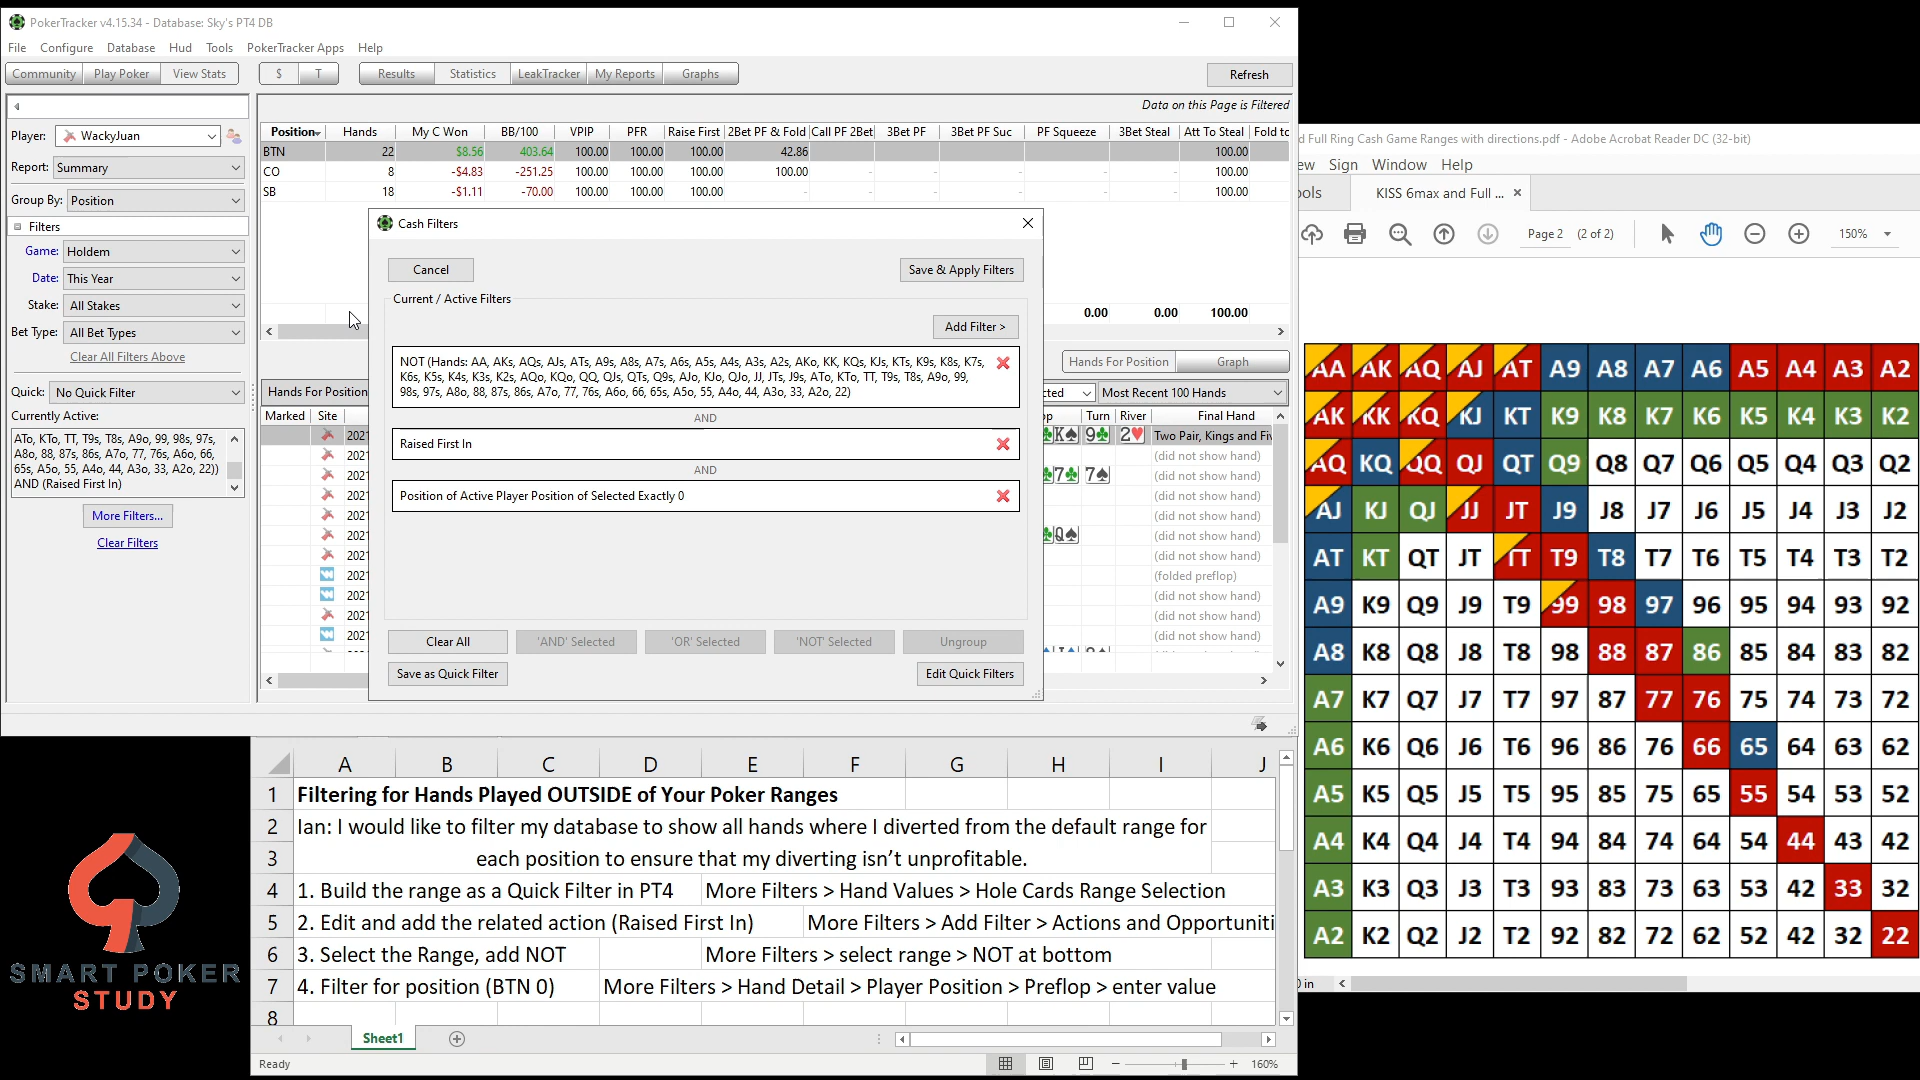 PokerTracker v4.15.34 - Database: Sky's PT4 DB
File Configure Database Hud Tools PokerTracker Apps Help
Community Play Poker View Stats $ T Results Statistics LeakTracker My Reports Graphs Refresh
Data on this Page is Filtered
Player: WackyJuan
Report: Summary
Group By: Position
Filters
Game: Holdem
Date: This Year
Stake: All Stakes
Bet Type: All Bet Types
Clear All Filters Above
Quick: No Quick Filter
Currently Active:
ATo, KTo, TT, T9s, T8s, A9o, 99, 98s, 97s,
A8o, 88, 87s, 86s, A7o, 77, 76s, A6o, 66,
65s, A5o, 55, A4o, 44, A3o, 33, A2o, 22))
AND (Raised First In)
More Filters...
Clear Filters
Position Hands My C Won BB/100 VPIP PFR Raise First 2Bet PF & Fold Call PF 2Bet 3Bet PF 3Bet PF Suc PF Squeeze 3Bet Steal Att To Steal Fold to
BTN 22 $8.56 403.64 100.00 100.00 100.00 42.86 100.00
CO 8 -$4.83 -251.25 100.00 100.00 100.00 100.00 - - - - - 100.00
SB 18 -$1.11 -70.00 100.00 100.00 100.00 - - - - - - 100.00
0.00 0.00 100.00
Cash Filters
Cancel Save & Apply Filters
Current / Active Filters
Add Filter >
NOT (Hands: AA, AKs, AQs, AJs, ATs, A9s, A8s, A7s, A6s, A5s, A4s, A3s, A2s, AKo, KK, KQs, KJs, KTs, K9s, K8s, K7s,
K6s, K5s, K4s, K3s, K2s, AQo, KQo, QQ, QJs, QTs, Q9s, AJo, KJo, QJo, JJ, JTs, J9s, ATo, KTo, TT, T9s, T8s, A9o, 99,
98s, 97s, A8o, 88, 87s, 86s, A7o, 77, 76s, A6o, 66, 65s, A5o, 55, A4o, 44, A3o, 33, A2o, 22)
AND
Raised First In
AND
Position of Active Player Position of Selected Exactly 0
Clear All 'AND' Selected 'OR' Selected 'NOT' Selected Ungroup
Save as Quick Filter Edit Quick Filters
Hands For Position Graph
Hands For Position cted Most Recent 100 Hands
Marked Site op Turn River Final Hand
2021 K♠ 9♣ 2♥ Two Pair, Kings and Fiv
2021 (did not show hand)
2021 7♣ 7♠ (did not show hand)
2021 (did not show hand)
2021 (did not show hand)
2021 Q♠ (did not show hand)
2021 (did not show hand)
2021 (folded preflop)
2021 (did not show hand)
2021 (did not show hand)
2021 (did not show hand)
d Full Ring Cash Game Ranges with directions.pdf - Adobe Acrobat Reader DC (32-bit)
ew Sign Window Help
ools KISS 6max and Full ...
Page 2 (2 of 2) 150%
AA AK AQ AJ AT A9 A8 A7 A6 A5 A4 A3 A2
AK KK KQ KJ KT K9 K8 K7 K6 K5 K4 K3 K2
AQ KQ QQ QJ QT Q9 Q8 Q7 Q6 Q5 Q4 Q3 Q2
AJ KJ QJ JJ JT J9 J8 J7 J6 J5 J4 J3 J2
AT KT QT JT TT T9 T8 T7 T6 T5 T4 T3 T2
A9 K9 Q9 J9 T9 99 98 97 96 95 94 93 92
A8 K8 Q8 J8 T8 98 88 87 86 85 84 83 82
A7 K7 Q7 J7 T7 97 87 77 76 75 74 73 72
A6 K6 Q6 J6 T6 96 86 76 66 65 64 63 62
A5 K5 Q5 J5 T5 95 85 75 65 55 54 53 52
A4 K4 Q4 J4 T4 94 84 74 64 54 44 43 42
A3 K3 Q3 J3 T3 93 83 73 63 53 42 33 32
A2 K2 Q2 J2 T2 92 82 72 62 52 42 32 22
in
A B C D E F G H I J
1 Filtering for Hands Played OUTSIDE of Your Poker Ranges
2 Ian: I would like to filter my database to show all hands where I diverted from the default range for
3 each position to ensure that my diverting isn't unprofitable.
4 1. Build the range as a Quick Filter in PT4 More Filters > Hand Values > Hole Cards Range Selection
5 2. Edit and add the related action (Raised First In) More Filters > Add Filter > Actions and Opportuniti
6 3. Select the Range, add NOT More Filters > select range > NOT at bottom
7 4. Filter for position (BTN 0) More Filters > Hand Detail > Player Position > Preflop > enter value
8
Sheet1
Ready 160%
SMART POKER
STUDY